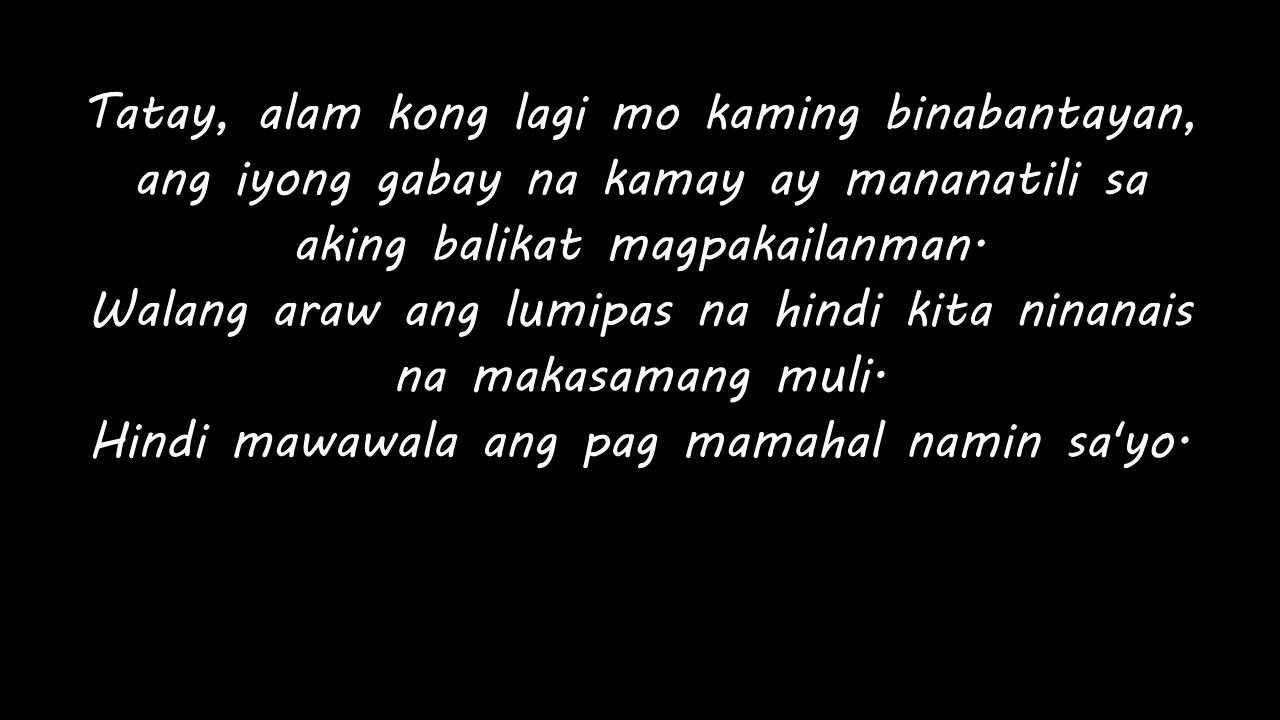 Tatay, alam kong lagi mo kaming binabantayan,
ang iyong gabay na kamay ay mananatili sa
aking balikat magpakailanman.
Walang araw ang lumipas na hindi kita ninanais
na makasamang muli.
Hindi mawawala ang pag mamahal namin sa'yo.